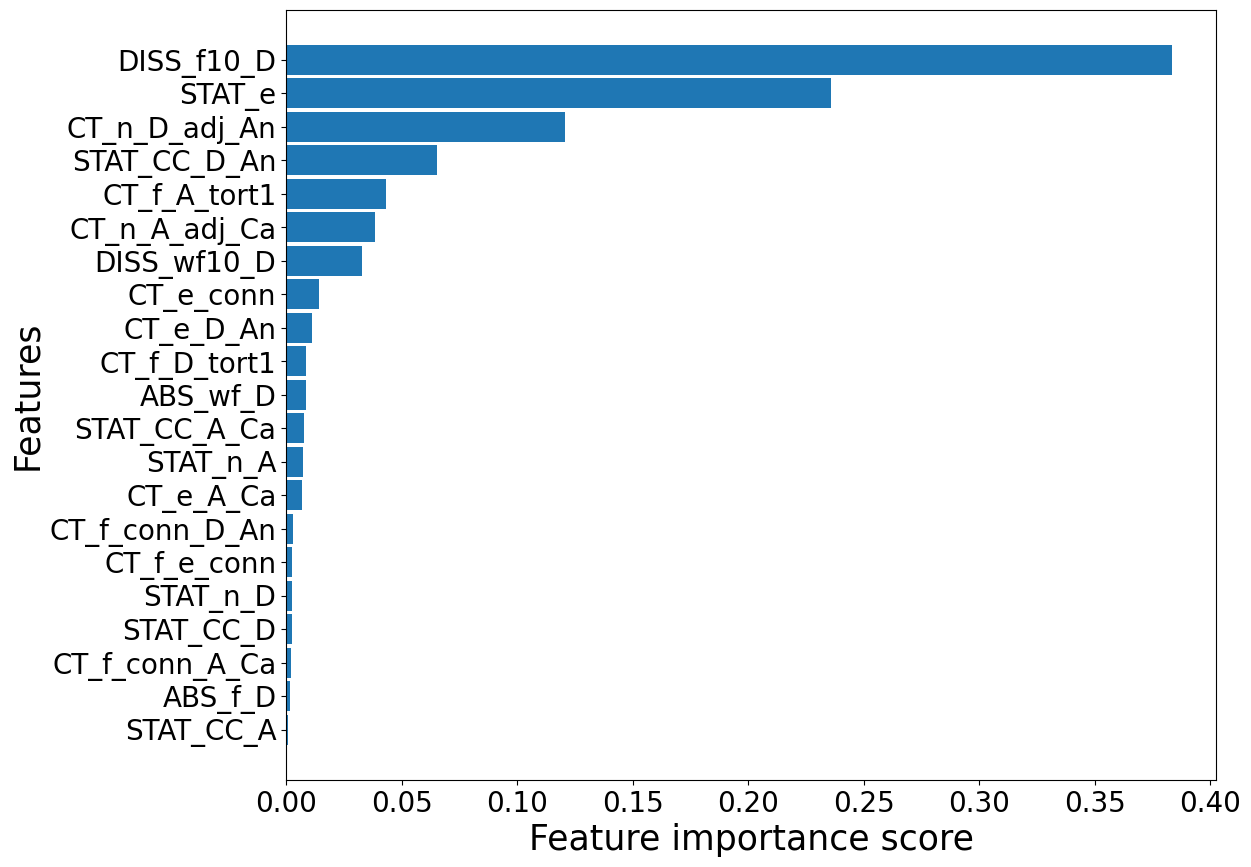 DISS_f10_D
STAT_e
CT_n_D_adj_An
STAT_CC_D_An
CT_f_A_tort1
CT_n_A_adj_Ca
DISS_wf10_D
CT_e_conn
CT_e_D_An
CT_f_D_tort1
ABS_wf_D
STAT_CC_A_Ca
STAT_n_A
CT_e_A_Ca
CT_f_conn_D_An
CT_f_e_conn
STAT_n_D
STAT_CC_D
CT_f_conn_A_Ca
ABS_f_D
STAT_CC_A
Features
0.00 0.05 0.10 0.15 0.20 0.25 0.30 0.35 0.40
Feature importance score